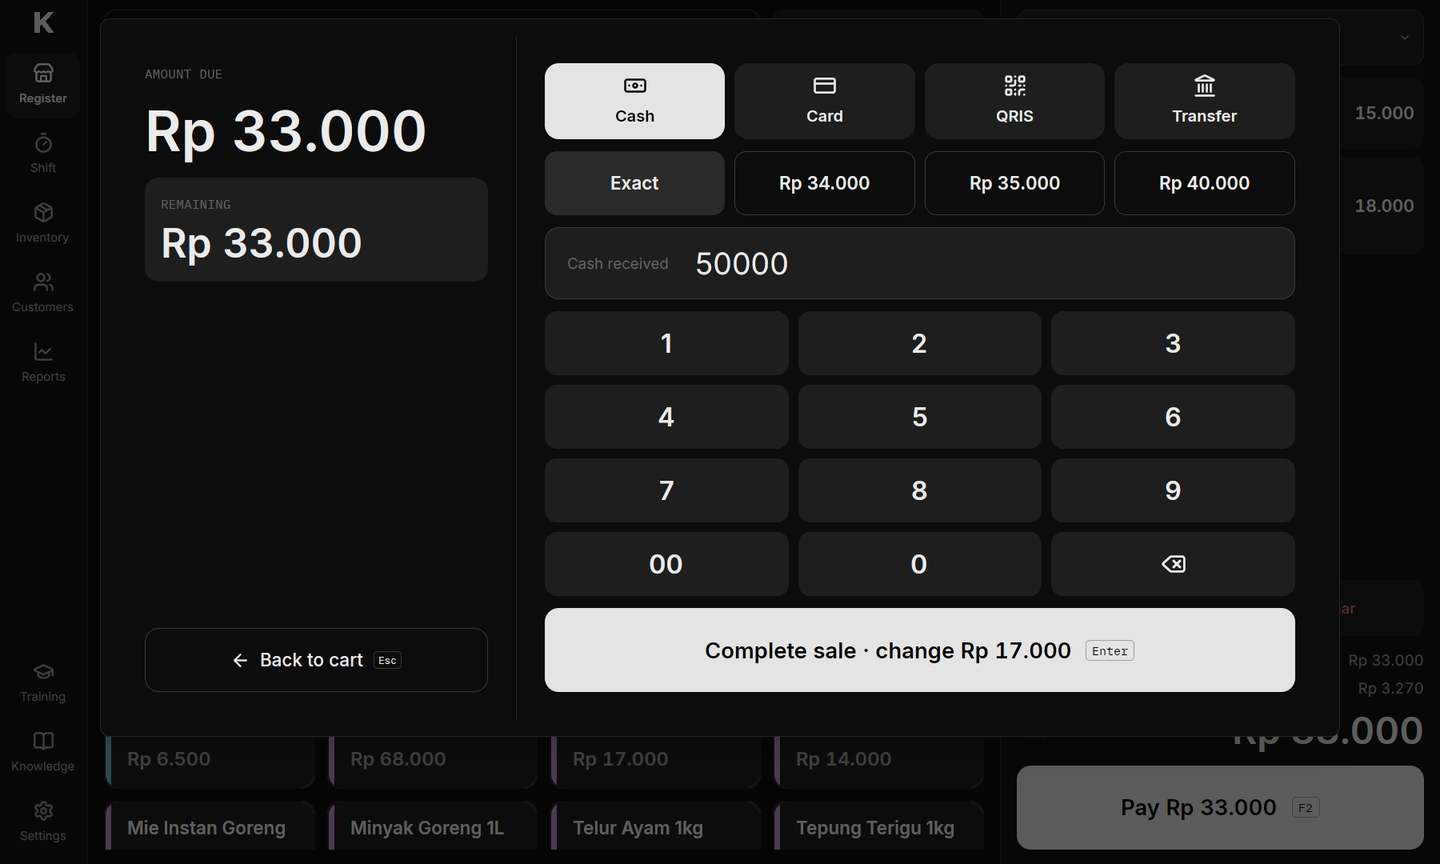 K
Register
Shift
Inventory
Customers
Reports
Training
Knowledge
Settings
AMOUNT DUE
Rp 33.000
REMAINING
Rp 33.000
Back to cart Esc
Cash Card QRIS Transfer
Exact Rp 34.000 Rp 35.000 Rp 40.000
Cash received 50000
1 2 3
4 5 6
7 8 9
00 0
Complete sale · change Rp 17.000 Enter
15.000
18.000
ar
Rp 33.000
Rp 3.270
Rp 33.000
Pay Rp 33.000 F2
Rp 6.500 Rp 68.000 Rp 17.000 Rp 14.000
Mie Instan Goreng Minyak Goreng 1L Telur Ayam 1kg Tepung Terigu 1kg